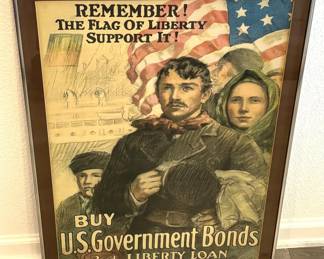 REMEMBER!
THE FLAG OF LIBERTY
SUPPORT IT!
BUY
U.S.Government Bonds
LIBERTY LOAN